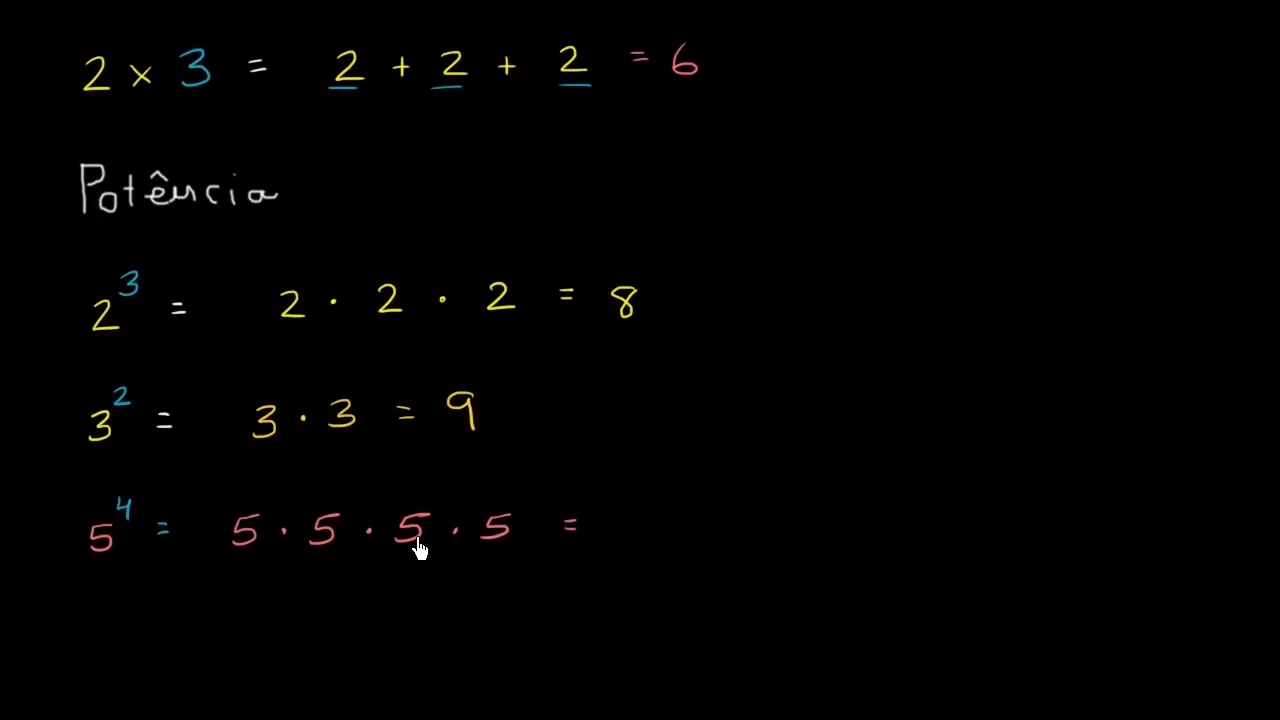 2 × 3 = 2 + 2 + 2 = 6
Potência
2³ = 2 · 2 · 2 = 8
3² = 3 · 3 = 9
5⁴ = 5 · 5 · 5 · 5 =